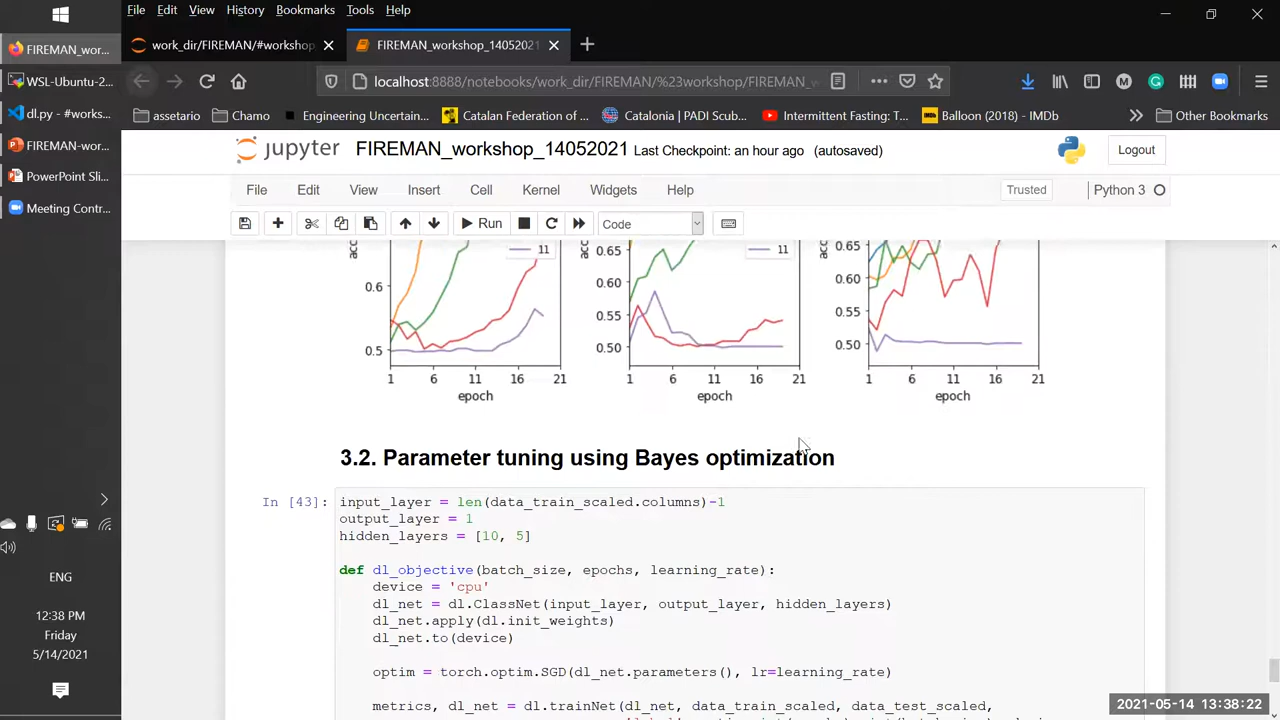 File Edit View History Bookmarks Tools Help
FIREMAN_wor...
WSL-Ubuntu-2...
dl.py - #works...
FIREMAN-wor...
PowerPoint Sli...
Meeting Contr...
ENG
12:38 PM
Friday
5/14/2021
work_dir/FIREMAN/#workshop
FIREMAN_workshop_14052021
localhost:8888/notebooks/work_dir/FIREMAN/%23workshop/FIREMAN_
assetario Chamo Engineering Uncertain... Catalan Federation of ... Catalonia | PADI Scub... Intermittent Fasting: T... Balloon (2018) - IMDb Other Bookmarks
jupyter FIREMAN_workshop_14052021 Last Checkpoint: an hour ago (autosaved) Logout
File Edit View Insert Cell Kernel Widgets Help Trusted Python 3
Run Code
acc 0.6 0.5 11
1 6 11 16 21
epoch
0.65 0.60 0.55 0.50 11
1 6 11 16 21
epoch
0.65 0.60 0.55 0.50
1 6 11 16 21
epoch
3.2. Parameter tuning using Bayes optimization
In [43]: input_layer = len(data_train_scaled.columns)-1
output_layer = 1
hidden_layers = [10, 5]
def dl_objective(batch_size, epochs, learning_rate):
device = 'cpu'
dl_net = dl.ClassNet(input_layer, output_layer, hidden_layers)
dl_net.apply(dl.init_weights)
dl_net.to(device)
optim = torch.optim.SGD(dl_net.parameters(), lr=learning_rate)
metrics, dl_net = dl.trainNet(dl_net, data_train_scaled, data_test_scaled,
2021-05-14 13:38:22